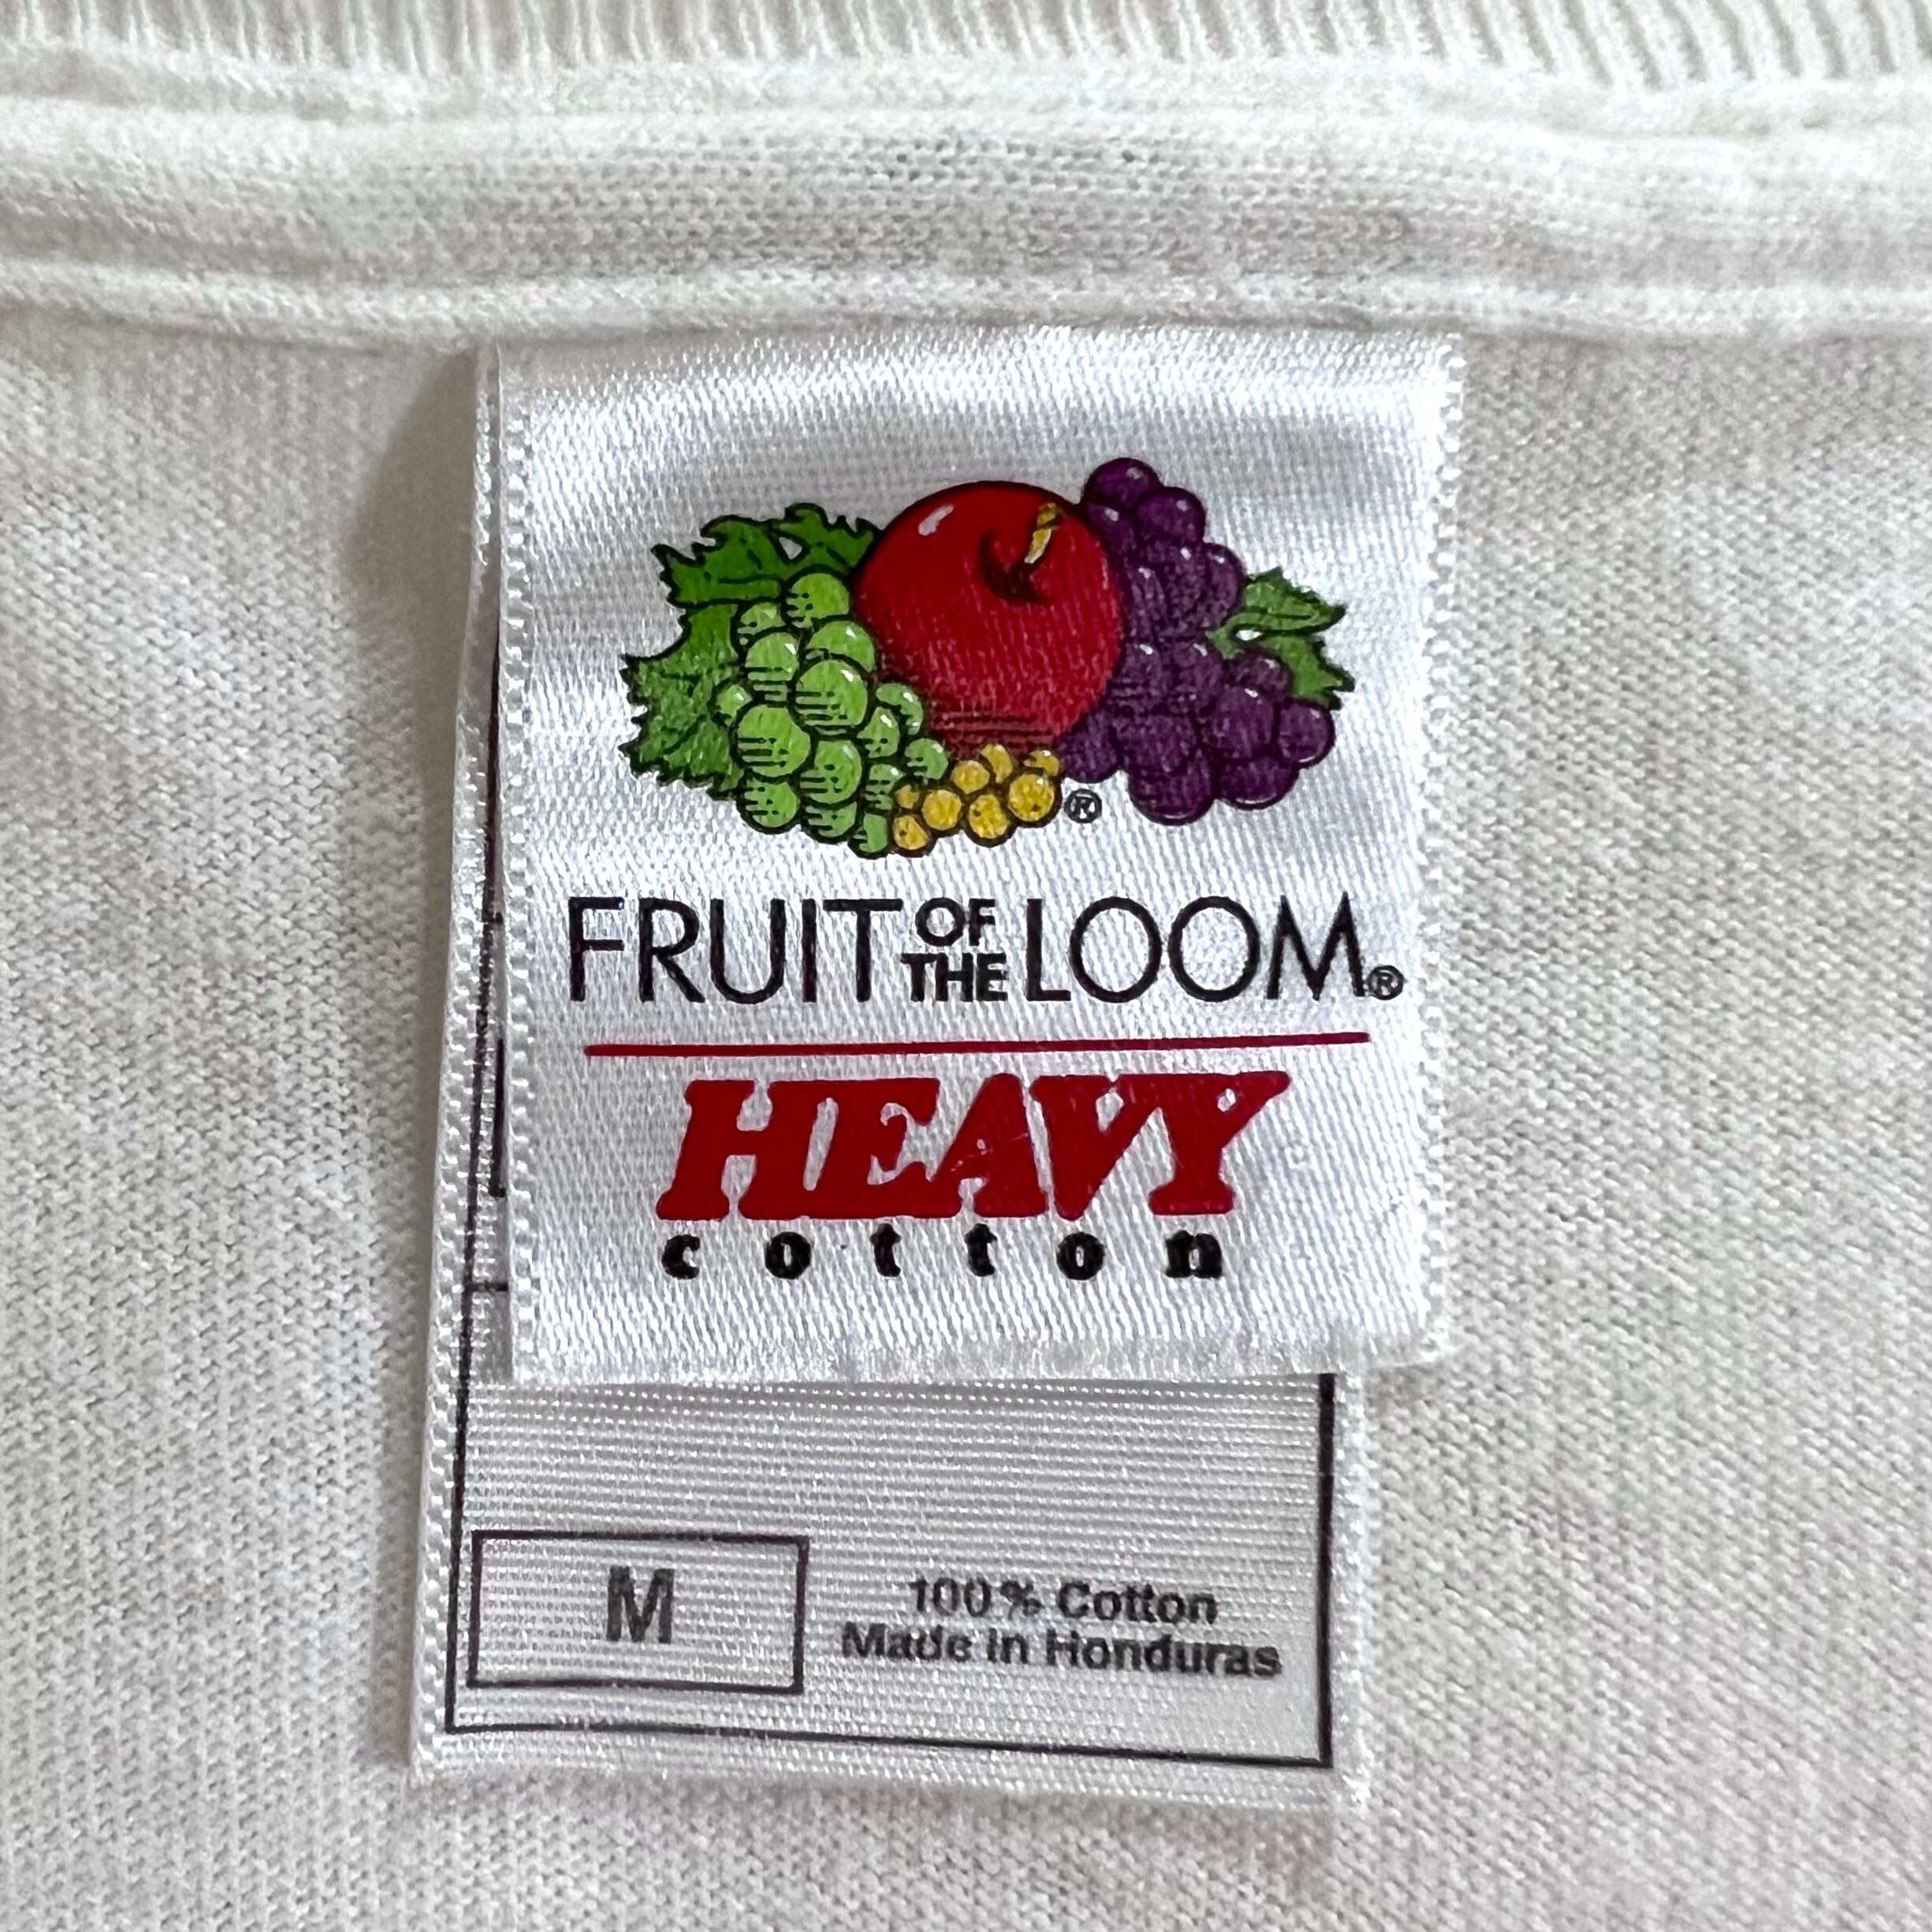 ®
FRUIT OF THE LOOM®
HEAVY
cotton
M
100% Cotton
Made in Honduras